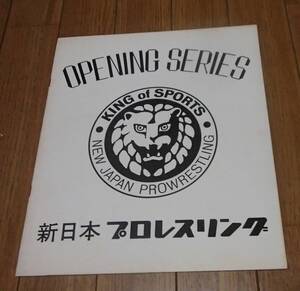 OPENING SERIES
KING of SPORTS
NEW JAPAN PROWRESTLING
新日本 プロレスリング